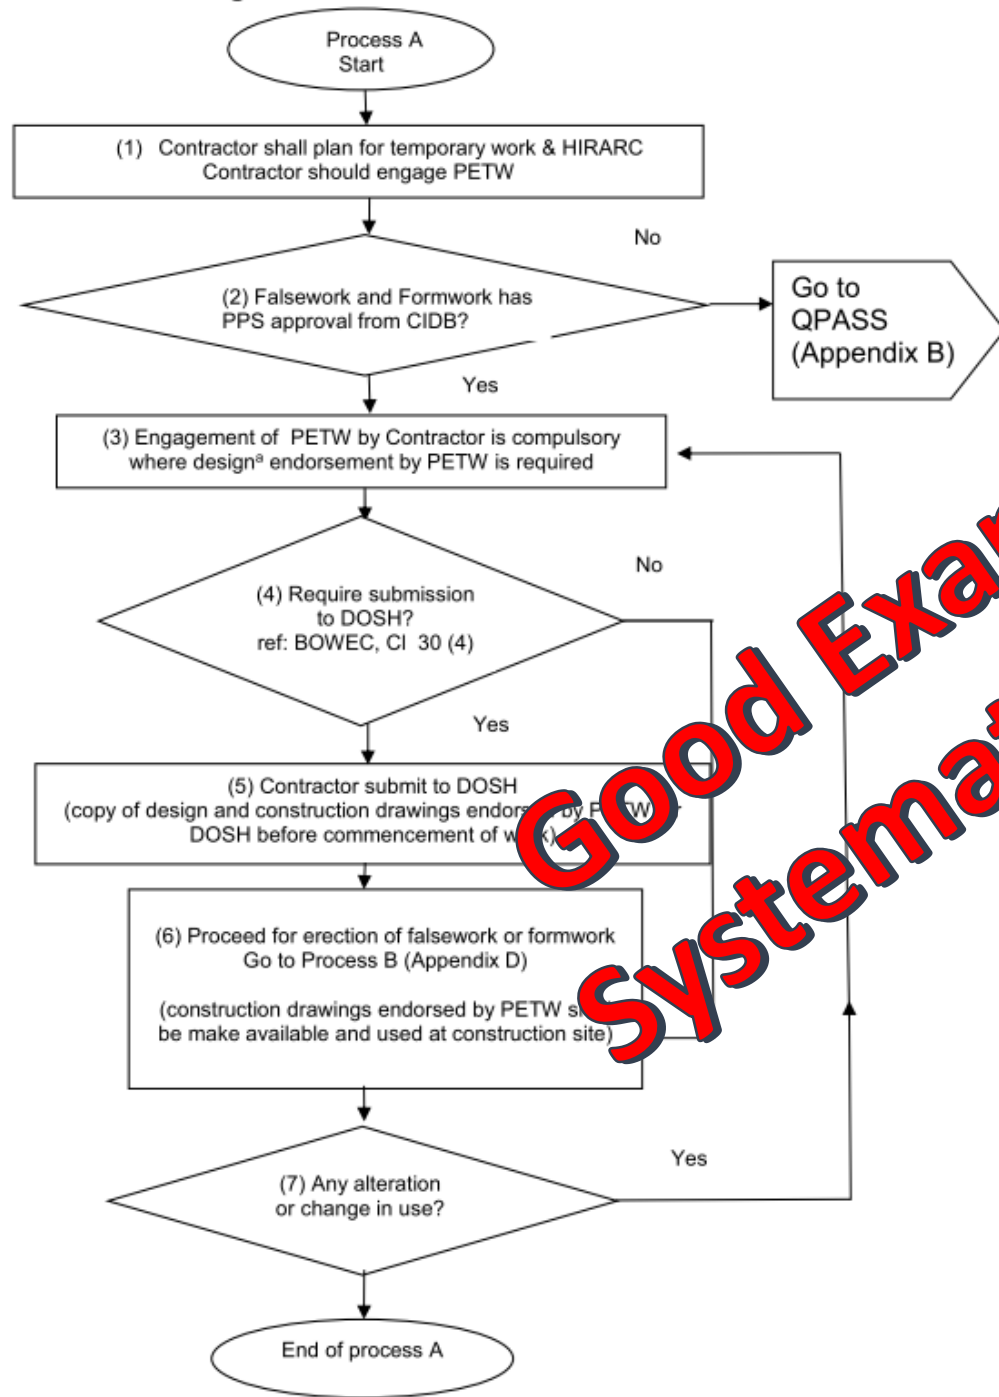 Process A
Start
(1) Contractor shall plan for temporary work & HIRARC
Contractor should engage PETW
No
(2) Falsework and Formwork has
PPS approval from CIDB?
Go to
QPASS
(Appendix B)
Yes
(3) Engagement of PETW by Contractor is compulsory
where designᵃ endorsement by PETW is required
No
(4) Require submission
to DOSH?
ref: BOWEC, Cl 30 (4)
Yes
(5) Contractor submit to DOSH
(copy of design and construction drawings endorsed by PETW
DOSH before commencement of work)
(6) Proceed for erection of falsework or formwork
Go to Process B (Appendix D)
(construction drawings endorsed by PETW
be make available and used at construction site)
Yes
(7) Any alteration
or change in use?
End of process A
Good